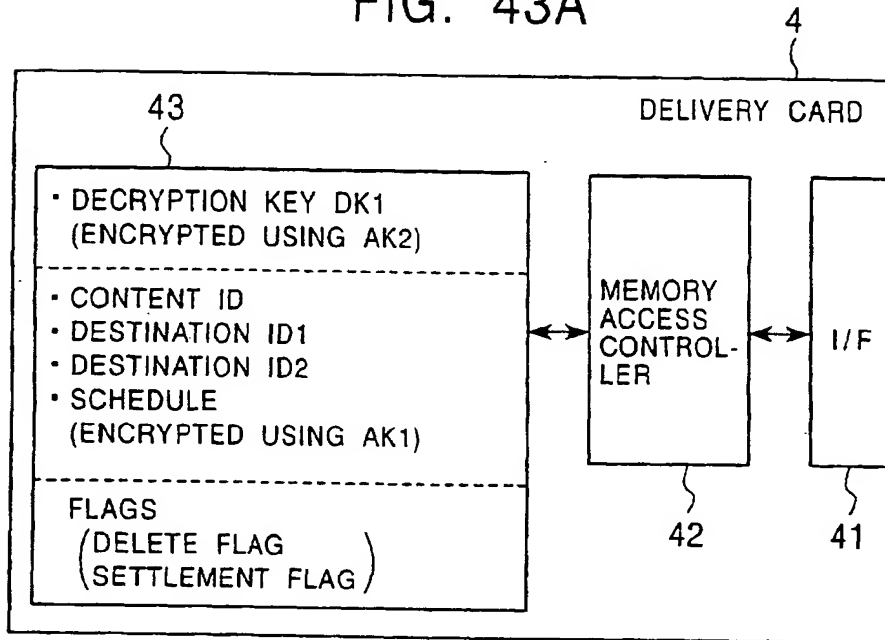 FIG. 43A
4
DELIVERY CARD
43
· DECRYPTION KEY DK1
(ENCRYPTED USING AK2)
· CONTENT ID
· DESTINATION ID1
· DESTINATION ID2
· SCHEDULE
(ENCRYPTED USING AK1)
FLAGS
(DELETE FLAG
SETTLEMENT FLAG)
MEMORY
ACCESS
CONTROL-
LER
I/F
42
41